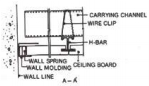 CARRYING CHANNEL
WIRE CLIP
H-BAR
CEILING BOARD
WALL SPRING
WALL MOLDING
WALL LINE
A-A